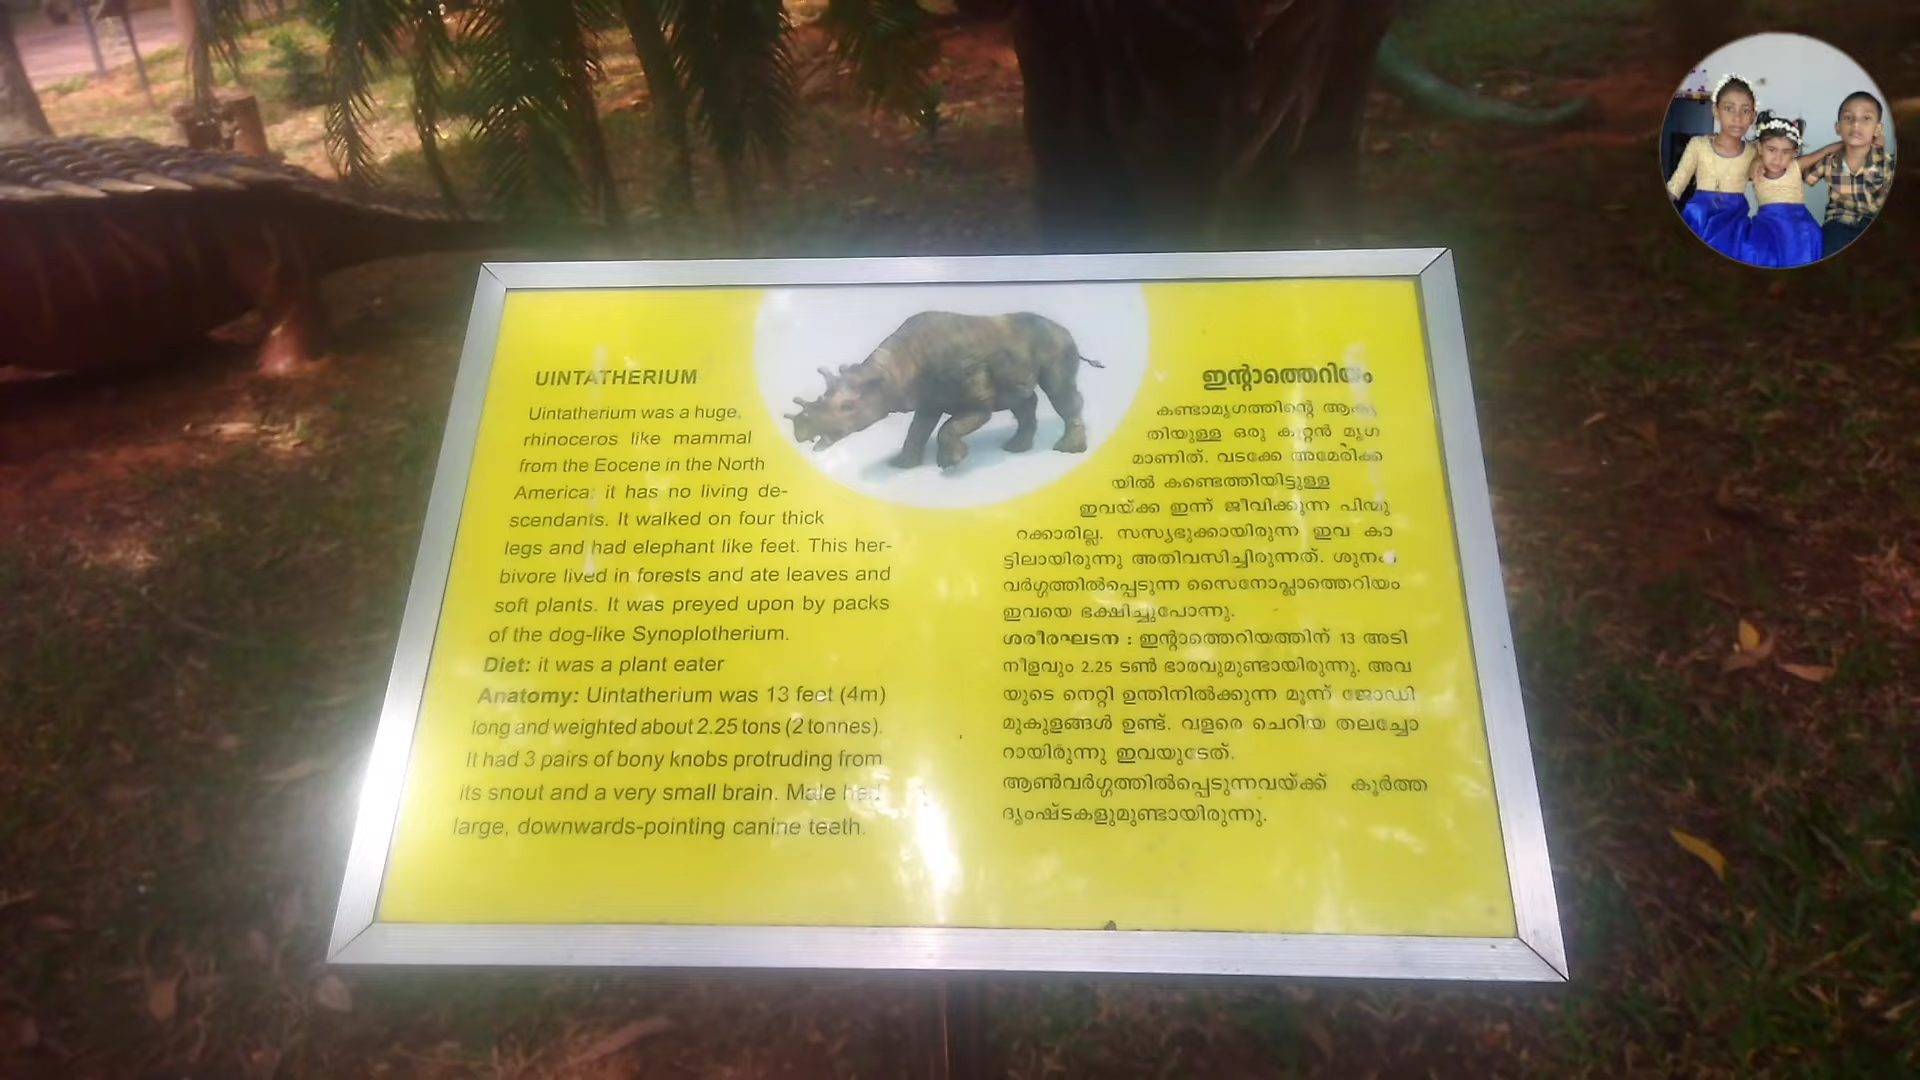 UINTATHERIUM
Uintatherium was a huge,
rhinoceros like mammal
from the Eocene in the North
America; it has no living de-
scendants. It walked on four thick
legs and had elephant like feet. This her-
bivore lived in forests and ate leaves and
soft plants. It was preyed upon by packs
of the dog-like Synoplotherium.
Diet: it was a plant eater
Anatomy: Uintatherium was 13 feet (4m)
long and weighted about 2.25 tons (2 tonnes).
It had 3 pairs of bony knobs protruding from
its snout and a very small brain. Male had
large, downwards-pointing canine teeth.
ഇന്റാത്തെറിയം
കണ്ടാമൃഗത്തിന്റെ ആകൃ
തിയുള്ള ഒരു കൂറ്റൻ മൃഗ
മാണിത്. വടക്കേ അമേരിക്ക
യിൽ കണ്ടെത്തിയിട്ടുള്ള
ഇവയ്ക്ക ഇന്ന് ജീവിക്കുന്ന പിന്മു
റക്കാരില്ല. സസ്യഭുക്കായിരുന്ന ഇവ കാ
ട്ടിലായിരുന്നു അതിവസിച്ചിരുന്നത്. ശുനക
വർഗ്ഗത്തിൽപ്പെടുന്ന സൈനോപ്ലാത്തെറിയം
ഇവയെ ഭക്ഷിച്ചുപോന്നു.
ശരീരഘടന : ഇന്റാത്തെറിയത്തിന് 13 അടി
നീളവും 2.25 ടൺ ഭാരവുമുണ്ടായിരുന്നു. അവ
യുടെ നെറ്റി ഉന്തിനിൽക്കുന്ന മൂന്ന് ജോഡി
മുകുളങ്ങൾ ഉണ്ട്. വളരെ ചെറിയ തലച്ചോ
റായിരുന്നു ഇവയുടേത്.
ആൺവർഗ്ഗത്തിൽപ്പെടുന്നവയ്ക്ക് കൂർത്ത
ദൃംഷ്ടകളുമുണ്ടായിരുന്നു.